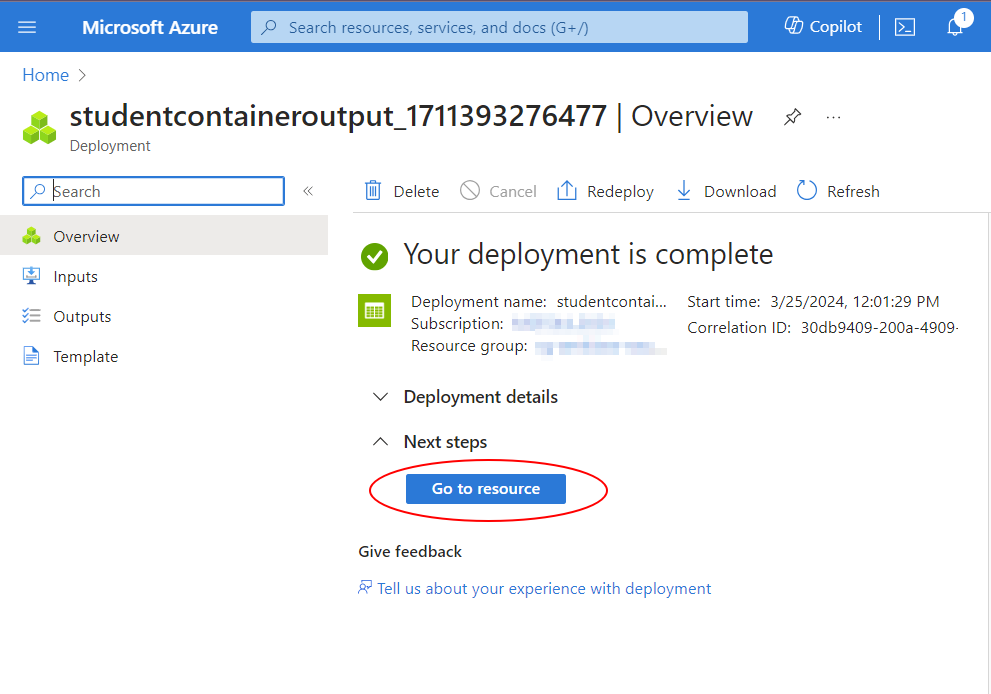 Microsoft Azure
Search resources, services, and docs (G+/)
Copilot
1
Home
studentcontaineroutput_1711393276477 | Overview
...
Deployment
Search
«
Delete
Cancel
Redeploy
Download
Refresh
Overview
Inputs
Outputs
Template
Your deployment is complete
Deployment name: studentcontai...
Subscription:
Resource group:
Start time: 3/25/2024, 12:01:29 PM
Correlation ID: 30db9409-200a-4909-
Deployment details
Next steps
Go to resource
Give feedback
Tell us about your experience with deployment